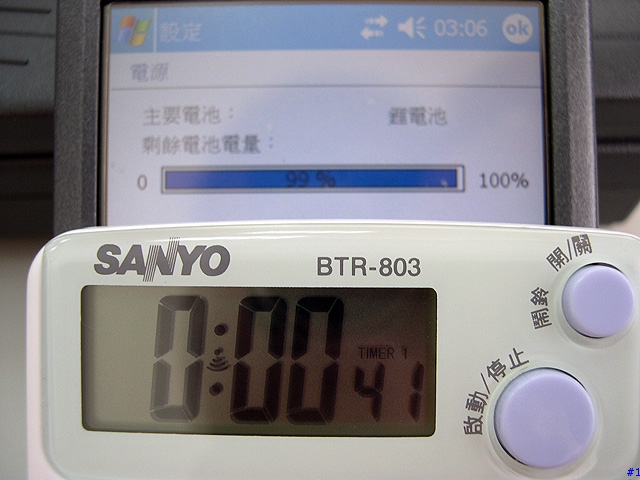 設定 03:06 ok
電源
主要電池： 鋰電池
剩餘電池電量：
0 99 % 100%
SANYO BTR-803
鬧鈴 開/關
0:00 41
TIMER 1
啟動/停止
#1